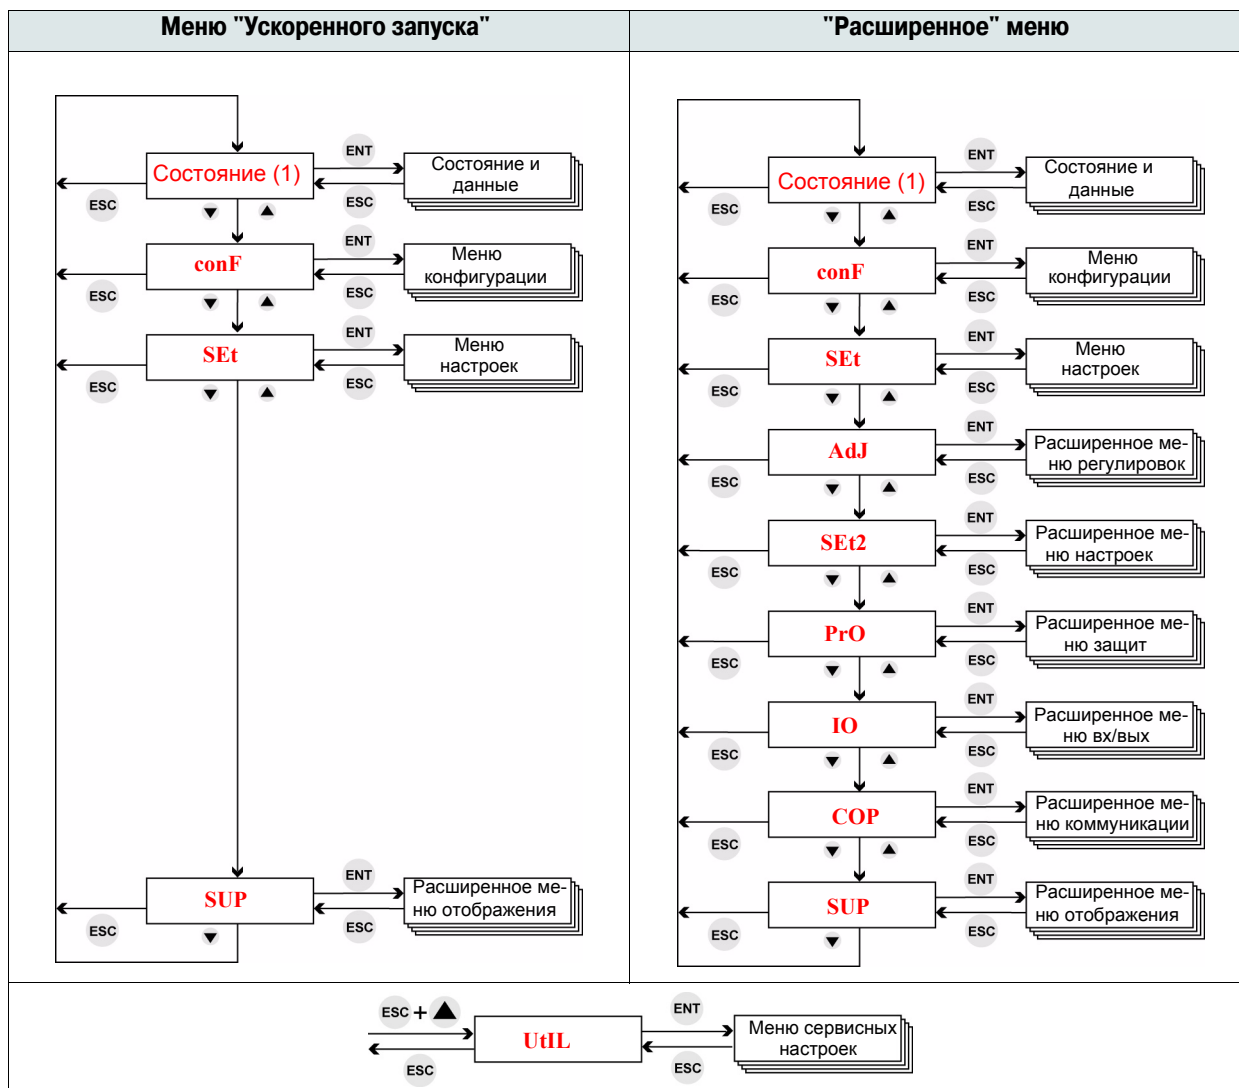 Меню "Ускоренного запуска"
"Расширенное" меню
Состояние (1)
ENT
Состояние и
данные
ESC
ESC
conF
ENT
Меню
конфигурации
ESC
ESC
SEt
ENT
Меню
настроек
ESC
ESC
SUP
ENT
Расширенное ме-
ню отображения
ESC
ESC
Состояние (1)
ENT
Состояние и
данные
ESC
ESC
conF
ENT
Меню
конфигурации
ESC
ESC
SEt
ENT
Меню
настроек
ESC
ESC
AdJ
ENT
Расширенное ме-
ню регулировок
ESC
ESC
SEt2
ENT
Расширенное ме-
ню настроек
ESC
ESC
PrO
ENT
Расширенное ме-
ню защит
ESC
ESC
IO
ENT
Расширенное ме-
ню вх/вых
ESC
ESC
COP
ENT
Расширенное ме-
ню коммуникации
ESC
ESC
SUP
ENT
Расширенное ме-
ню отображения
ESC
ESC
ESC + ▲
UtIL
ENT
Меню сервисных
настроек
ESC
ESC